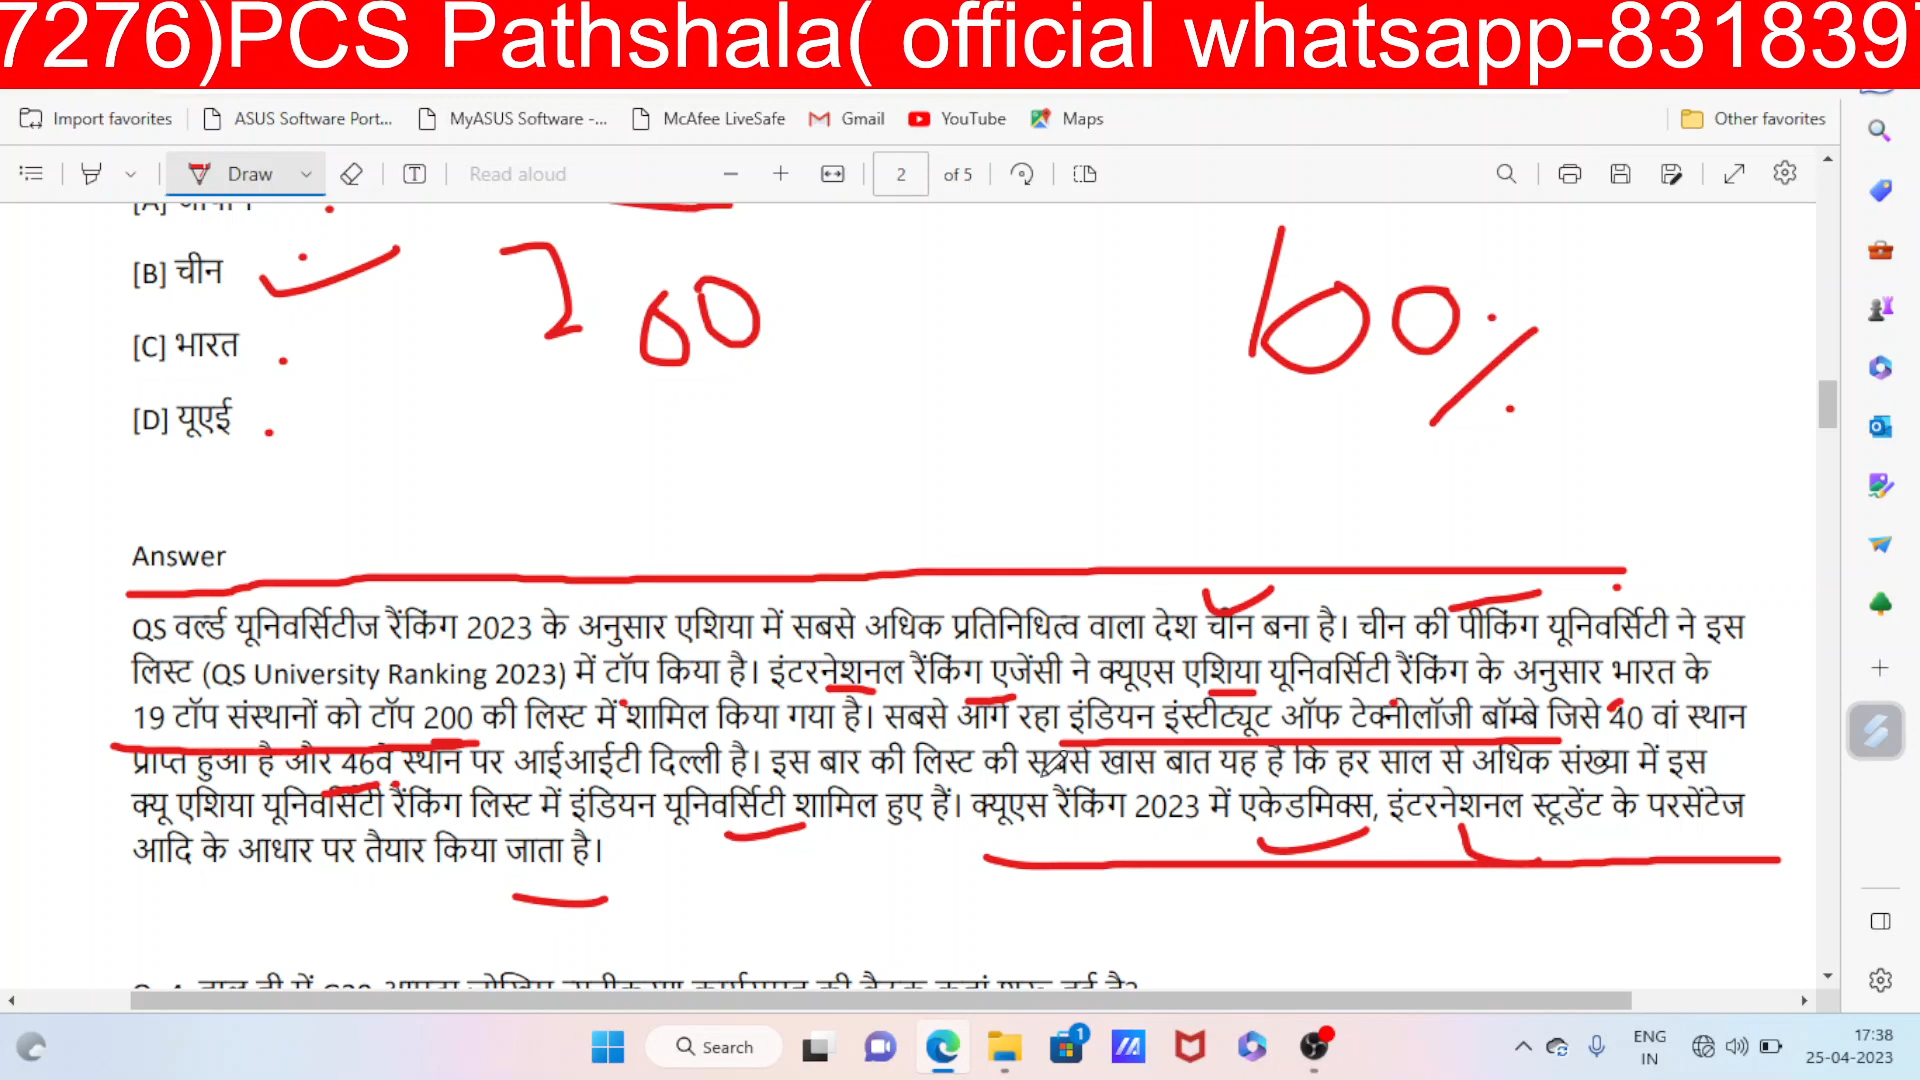 7276)PCS Pathshala( official whatsapp-831839
Import favorites ASUS Software Port... MyASUS Software -... McAfee LiveSafe Gmail YouTube Maps Other favorites
Draw Read aloud 2 of 5
[A]
[B] चीन
[C] भारत
[D] यूएई
200
60%
Answer
QS वर्ल्ड यूनिवर्सिटीज रैंकिंग 2023 के अनुसार एशिया में सबसे अधिक प्रतिनिधित्व वाला देश चीन बना है। चीन की पीकिंग यूनिवर्सिटी ने इस
लिस्ट (QS University Ranking 2023) में टॉप किया है। इंटरनेशनल रैंकिंग एजेंसी ने क्यूएस एशिया यूनिवर्सिटी रैंकिंग के अनुसार भारत के
19 टॉप संस्थानों को टॉप 200 की लिस्ट में शामिल किया गया है। सबसे आगे रहा इंडियन इंस्टीट्यूट ऑफ टेक्नोलॉजी बॉम्बे जिसे 40 वां स्थान
प्राप्त हुआ है और 46वें स्थान पर आईआईटी दिल्ली है। इस बार की लिस्ट की सबसे खास बात यह है कि हर साल से अधिक संख्या में इस
क्यू एशिया यूनिवर्सिटी रैंकिंग लिस्ट में इंडियन यूनिवर्सिटी शामिल हुए हैं। क्यूएस रैंकिंग 2023 में एकेडमिक्स, इंटरनेशनल स्टूडेंट के परसेंटेज
आदि के आधार पर तैयार किया जाता है।
Search 1 ENG 17:38
IN 25-04-2023